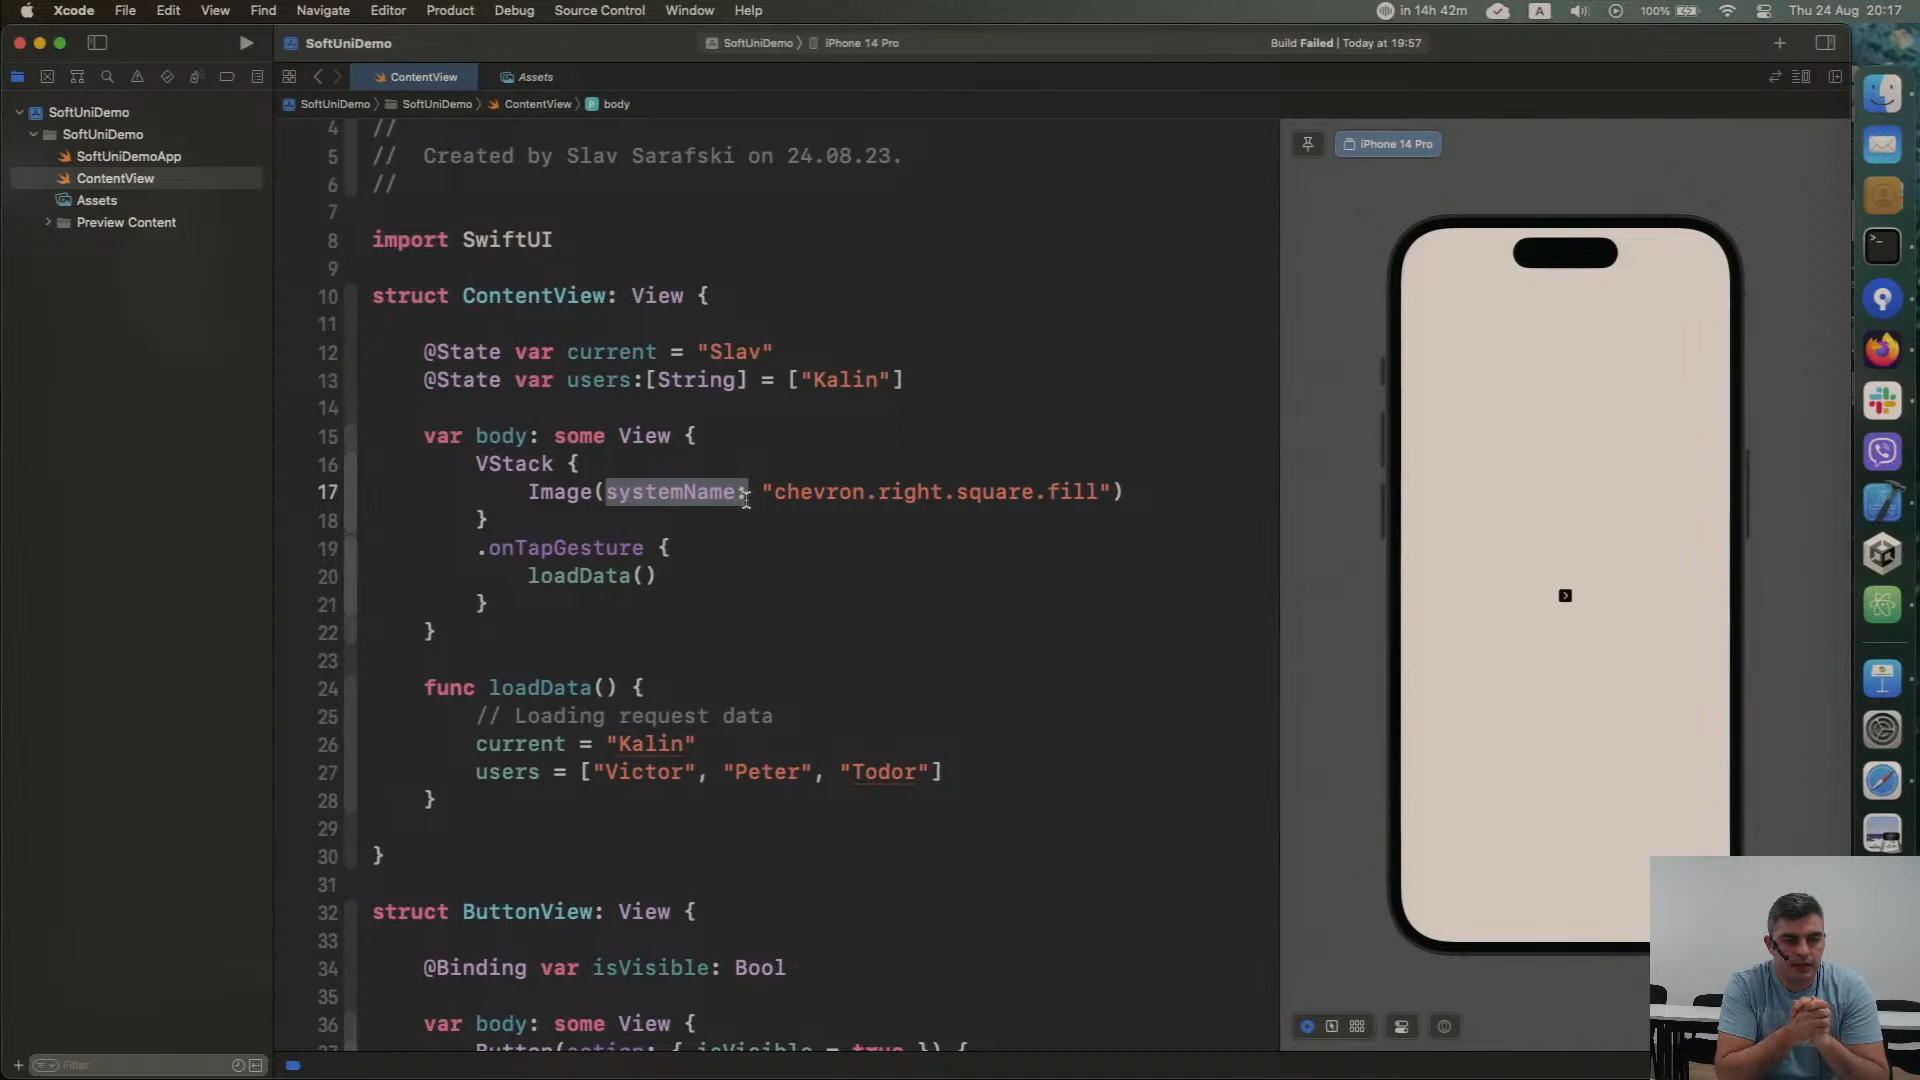 Xcode File Edit View Find Navigate Editor Product Debug Source Control Window Help
in 14h 42m A 100% Thu 24 Aug 20:17
SoftUniDemo
SoftUniDemo
iPhone 14 Pro
Build Failed | Today at 19:57
ContentView
Assets
SoftUniDemo
SoftUniDemo
ContentView
body
SoftUniDemo
SoftUniDemo
SoftUniDemoApp
ContentView
Assets
Preview Content
Filter
4 //
5 // Created by Slav Sarafski on 24.08.23.
6 //
7
8 import SwiftUI
9
10 struct ContentView: View {
11
12 @State var current = "Slav"
13 @State var users:[String] = ["Kalin"]
14
15 var body: some View {
16 VStack {
17 Image(systemName: "chevron.right.square.fill")
18 }
19 .onTapGesture {
20 loadData()
21 }
22 }
23
24 func loadData() {
25 // Loading request data
26 current = "Kalin"
27 users = ["Victor", "Peter", "Todor"]
28 }
29
30 }
31
32 struct ButtonView: View {
33
34 @Binding var isVisible: Bool
35
36 var body: some View {
37 Button(action: { isVisible = true }) {
iPhone 14 Pro